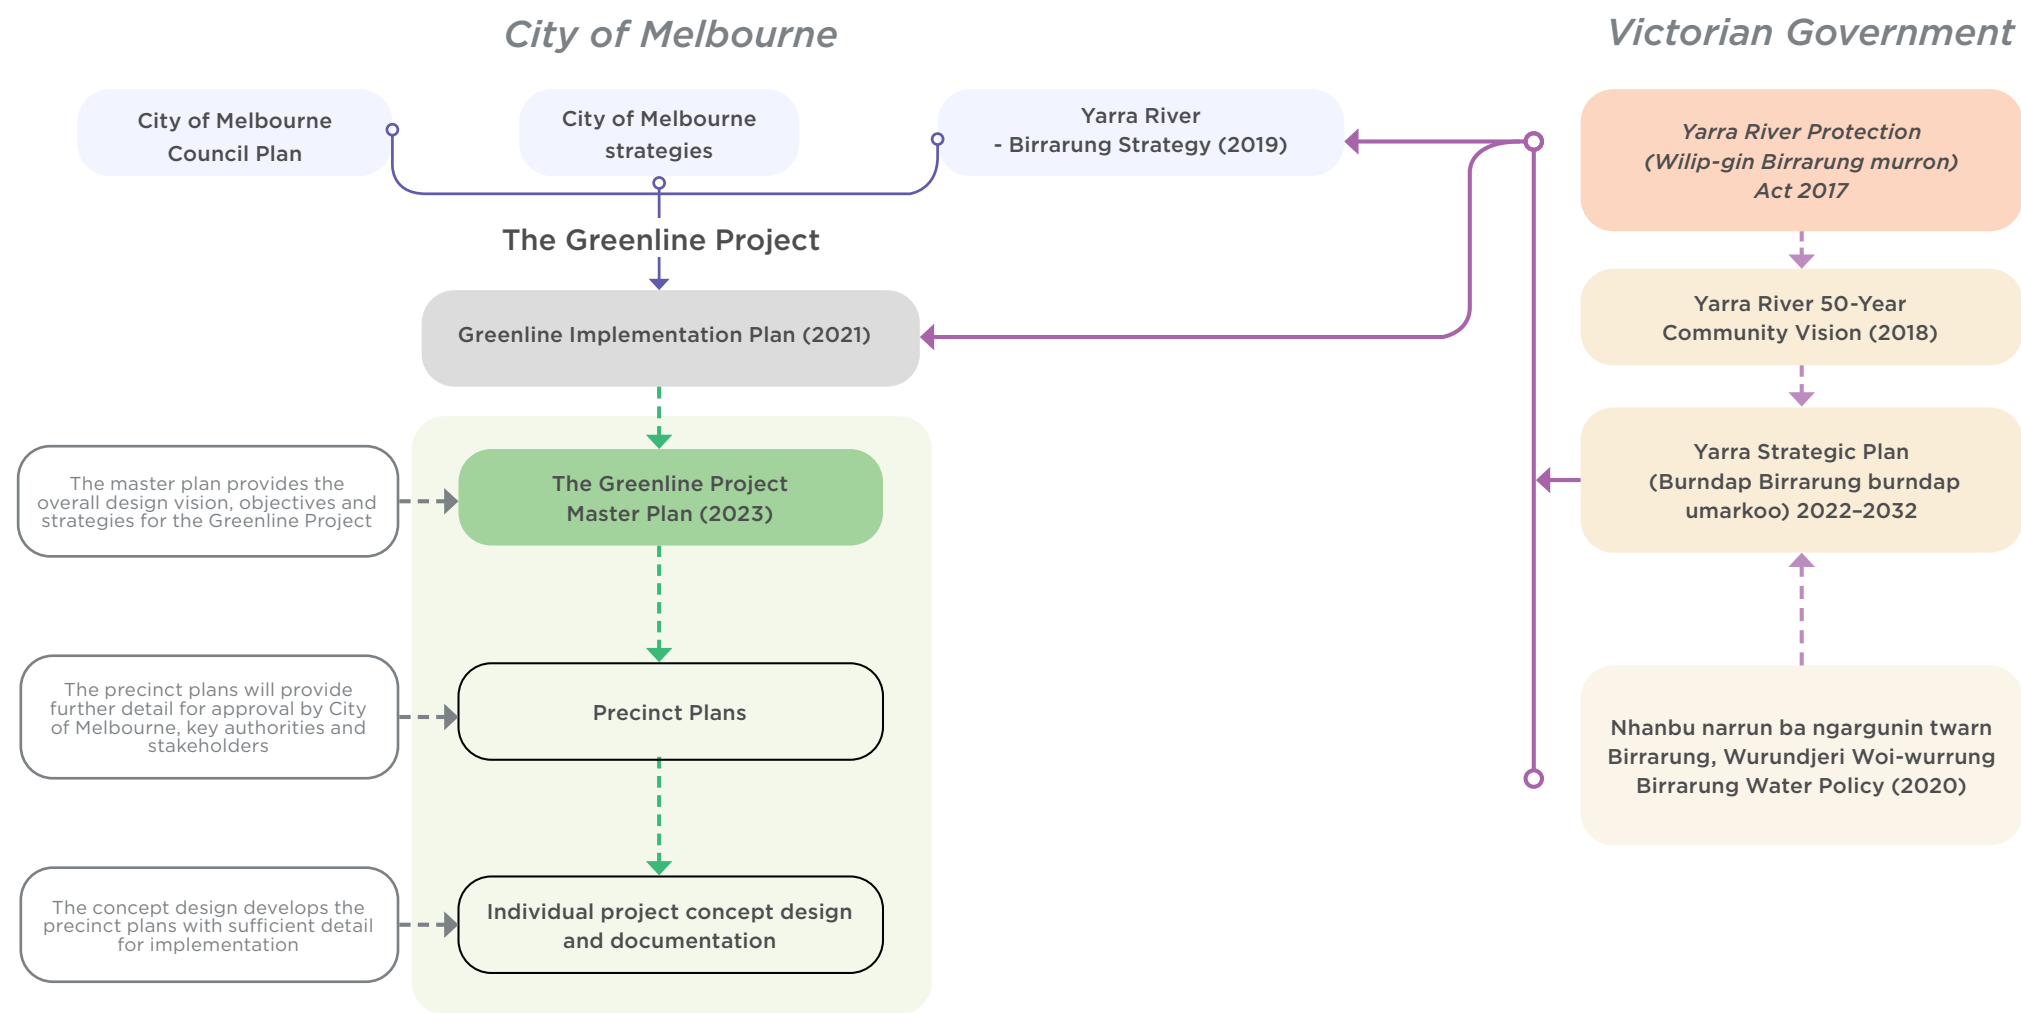 City of Melbourne
Victorian Government
City of Melbourne
Council Plan
City of Melbourne
strategies
Yarra River
- Birrarung Strategy (2019)
Yarra River Protection
(Wilip-gin Birrarung murron)
Act 2017
The Greenline Project
Greenline Implementation Plan (2021)
Yarra River 50-Year
Community Vision (2018)
Yarra Strategic Plan
(Burndap Birrarung burndap
umarkoo) 2022–2032
The master plan provides the
overall design vision, objectives and
strategies for the Greenline Project
The Greenline Project
Master Plan (2023)
The precinct plans will provide
further detail for approval by City
of Melbourne, key authorities and
stakeholders
Precinct Plans
Nhanbu narrun ba ngargunin twarn
Birrarung, Wurundjeri Woi-wurrung
Birrarung Water Policy (2020)
The concept design develops the
precinct plans with sufficient detail
for implementation
Individual project concept design
and documentation